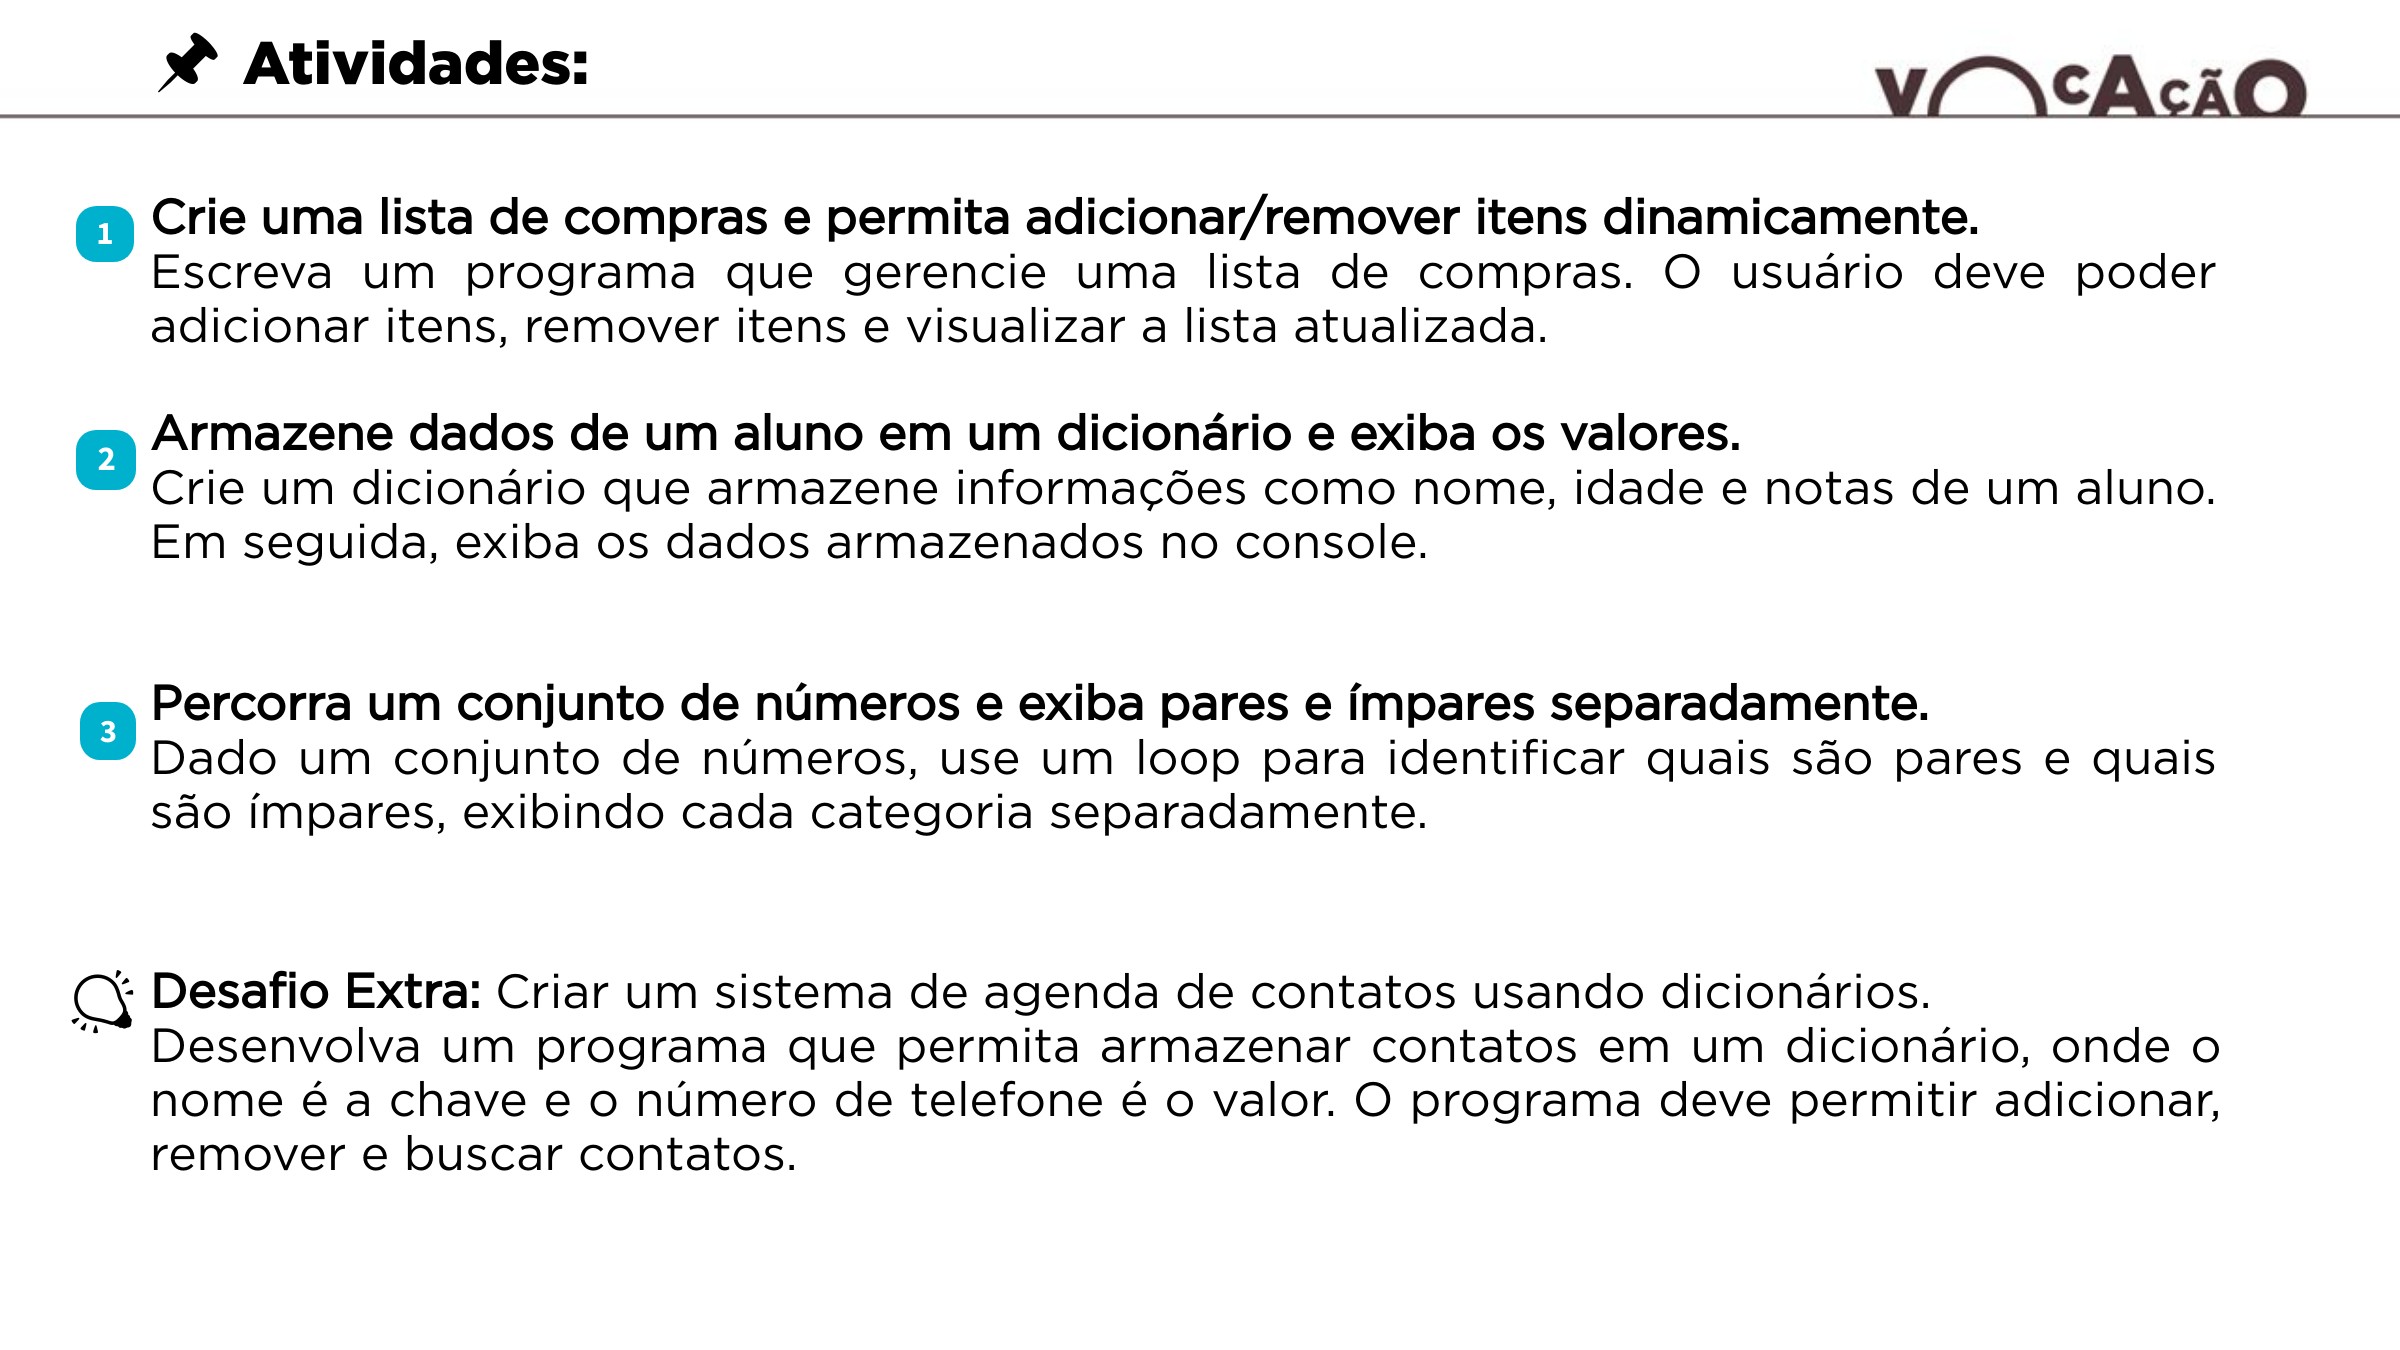 Atividades:
VOCAÇÃO
1
Crie uma lista de compras e permita adicionar/remover itens dinamicamente.
Escreva um programa que gerencie uma lista de compras. O usuário deve poder
adicionar itens, remover itens e visualizar a lista atualizada.
2
Armazene dados de um aluno em um dicionário e exiba os valores.
Crie um dicionário que armazene informações como nome, idade e notas de um aluno.
Em seguida, exiba os dados armazenados no console.
3
Percorra um conjunto de números e exiba pares e ímpares separadamente.
Dado um conjunto de números, use um loop para identificar quais são pares e quais
são ímpares, exibindo cada categoria separadamente.
Desafio Extra: Criar um sistema de agenda de contatos usando dicionários.
Desenvolva um programa que permita armazenar contatos em um dicionário, onde o
nome é a chave e o número de telefone é o valor. O programa deve permitir adicionar,
remover e buscar contatos.